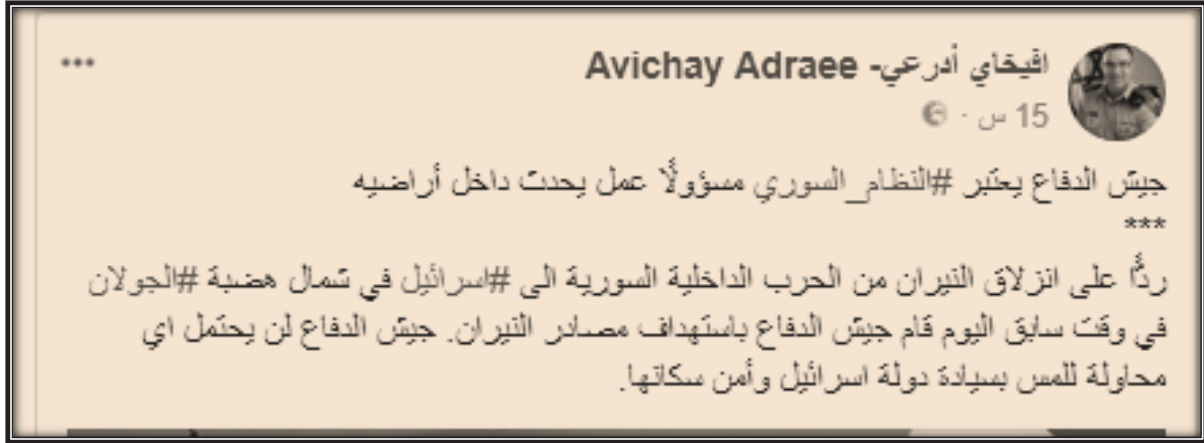 افيخاي أدرعي- Avichay Adraee
15 س ·
جيش الدفاع يعتبر #النظام_السوري مسؤولًا عمل يحدث داخل أراضيه
***
ردًّا على انزلاق النيران من الحرب الداخلية السورية الى #اسرائيل في شمال هضبة #الجولان
في وقت سابق اليوم قام جيش الدفاع باستهداف مصادر النيران. جيش الدفاع لن يحتمل اي
محاولة للمس بسيادة دولة اسرائيل وأمن سكانها.